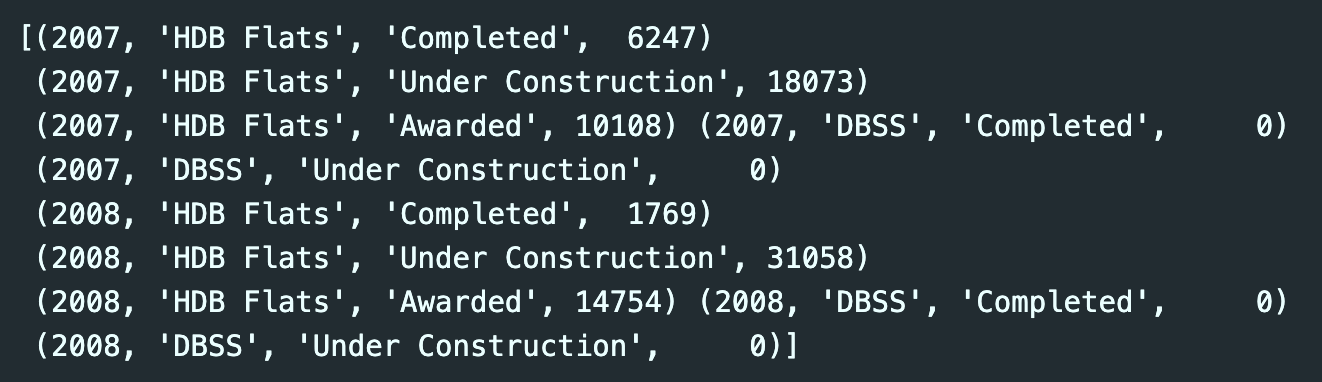 [(2007, 'HDB Flats', 'Completed',  6247)
 (2007, 'HDB Flats', 'Under Construction', 18073)
 (2007, 'HDB Flats', 'Awarded', 10108) (2007, 'DBSS', 'Completed',     0)
 (2007, 'DBSS', 'Under Construction',     0)
 (2008, 'HDB Flats', 'Completed',  1769)
 (2008, 'HDB Flats', 'Under Construction', 31058)
 (2008, 'HDB Flats', 'Awarded', 14754) (2008, 'DBSS', 'Completed',     0)
 (2008, 'DBSS', 'Under Construction',     0)]